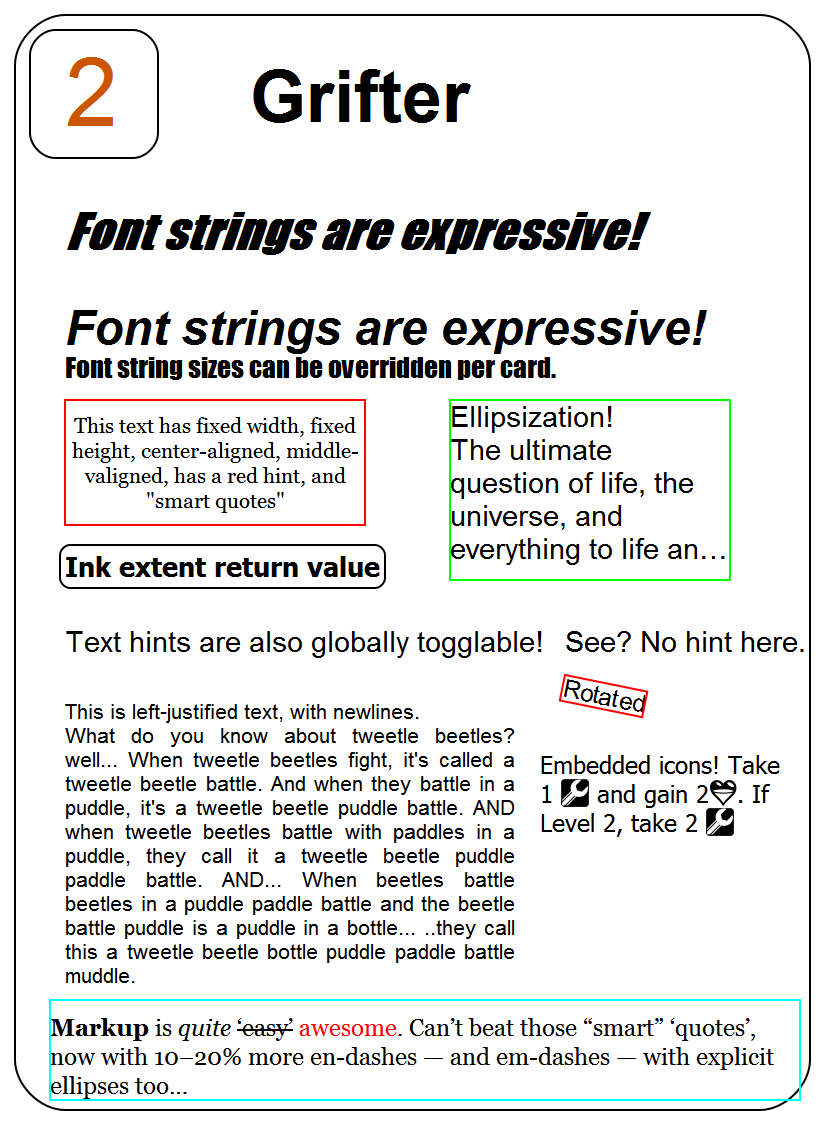 2
Grifter
Font strings are expressive!
Font strings are expressive!
Font string sizes can be overridden per card.
This text has fixed width, fixed
height, center-aligned, middle-
valigned, has a red hint, and
"smart quotes"
Ellipsization!
The ultimate
question of life, the
universe, and
everything to life an…
Ink extent return value
Text hints are also globally togglable!
See? No hint here.
Rotated
This is left-justified text, with newlines.
What do you know about tweetle beetles?
well... When tweetle beetles fight, it's called a
tweetle beetle battle. And when they battle in a
puddle, it's a tweetle beetle puddle battle. AND
when tweetle beetles battle with paddles in a
puddle, they call it a tweetle beetle puddle
paddle battle. AND... When beetles battle
beetles in a puddle paddle battle and the beetle
battle puddle is a puddle in a bottle... ..they call
this a tweetle beetle bottle puddle paddle battle
muddle.
Embedded icons! Take
1 and gain 2. If
Level 2, take 2
Markup is quite ‘easy’ awesome. Can’t beat those “smart” ‘quotes’,
now with 10–20% more en-dashes — and em-dashes — with explicit
ellipses too…